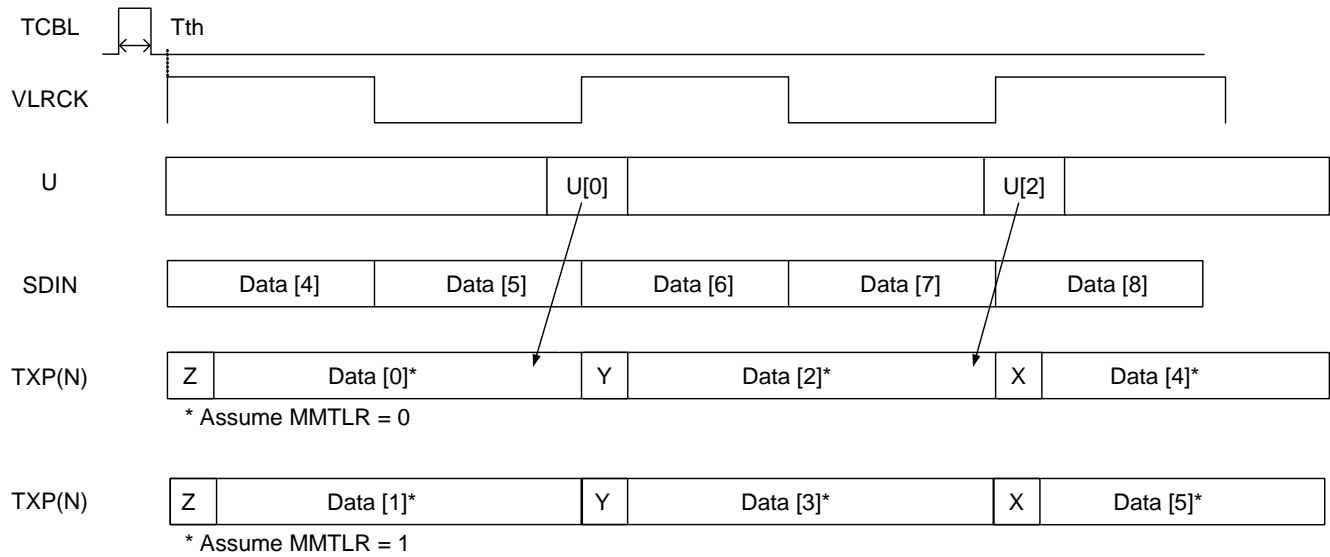 TCBL Tth
VLRCK
U U[0] U[2]
SDIN Data [4] Data [5] Data [6] Data [7] Data [8]
TXP(N) Z Data [0]* Y Data [2]* X Data [4]*
* Assume MMTLR = 0
TXP(N) Z Data [1]* Y Data [3]* X Data [5]*
* Assume MMTLR = 1